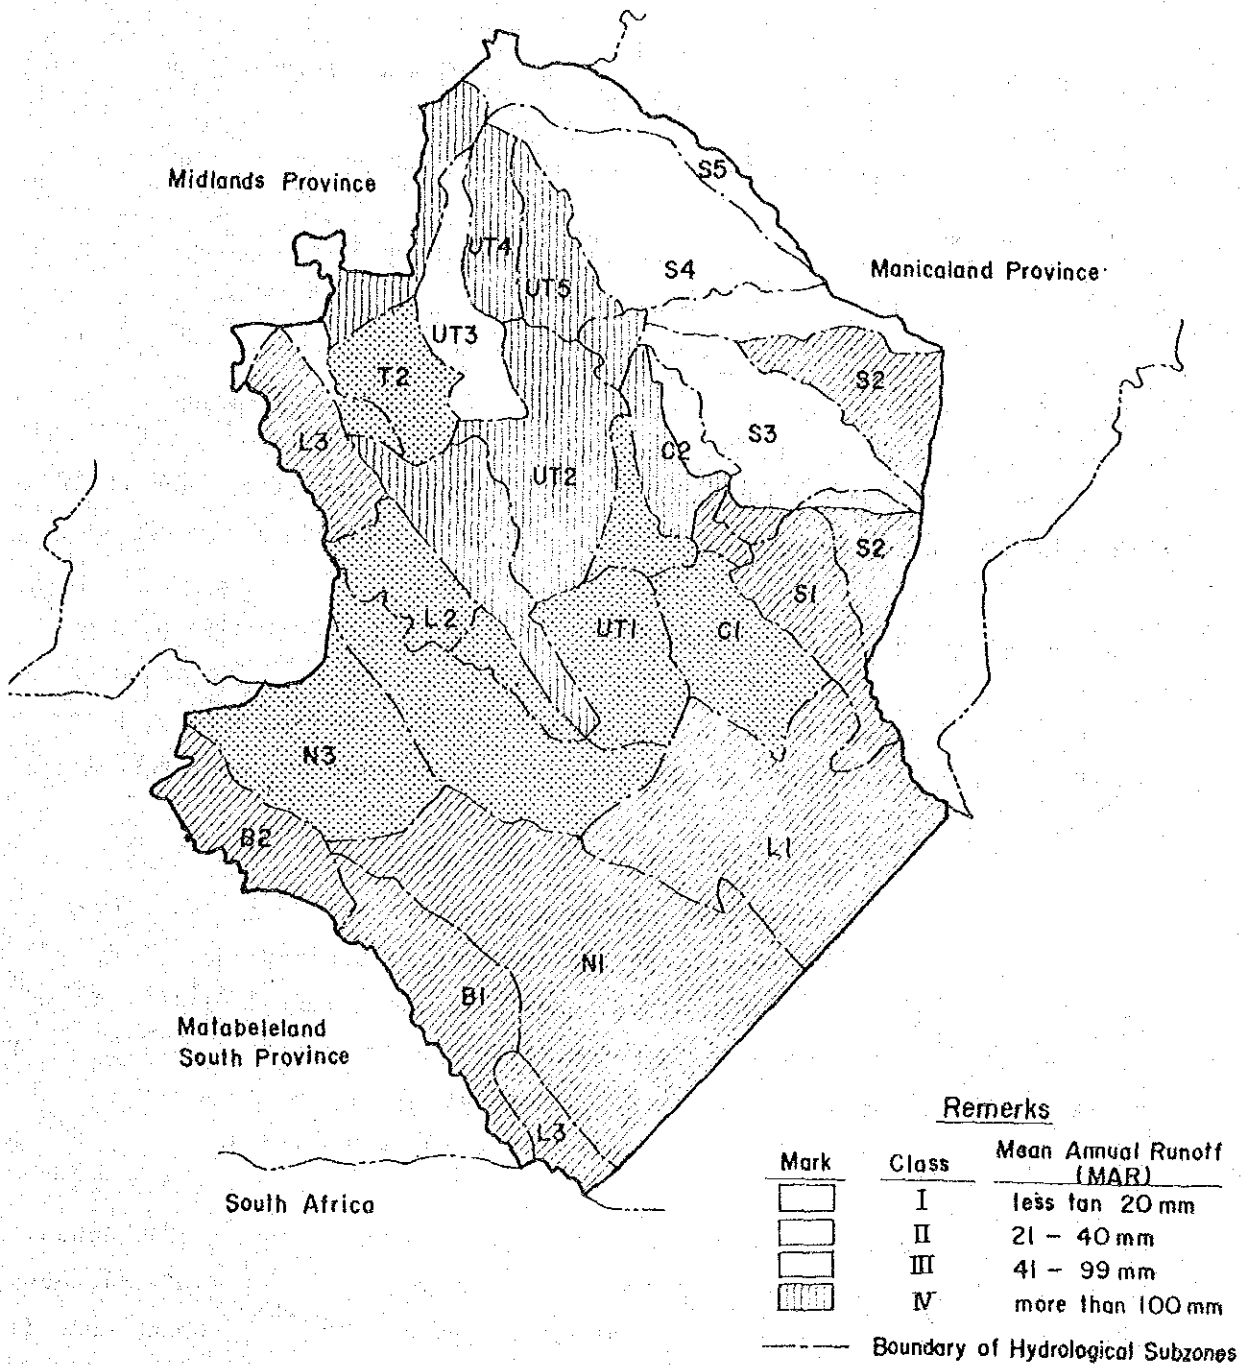 S5
Midlands Province
UT4
S4
Manicaland Province
UT5
UT3
T2
S2
L3
S3
C2
UT2
S2
S1
L2
UT1
C1
N3
B2
L1
N1
B1
Matabeleland
South Province
L3
South Africa
Remerks
Mark Class Mean Annual Runoff
(MAR)
I less tan 20 mm
II 21 - 40 mm
III 41 - 99 mm
IV more than 100 mm
Boundary of Hydrological Subzones